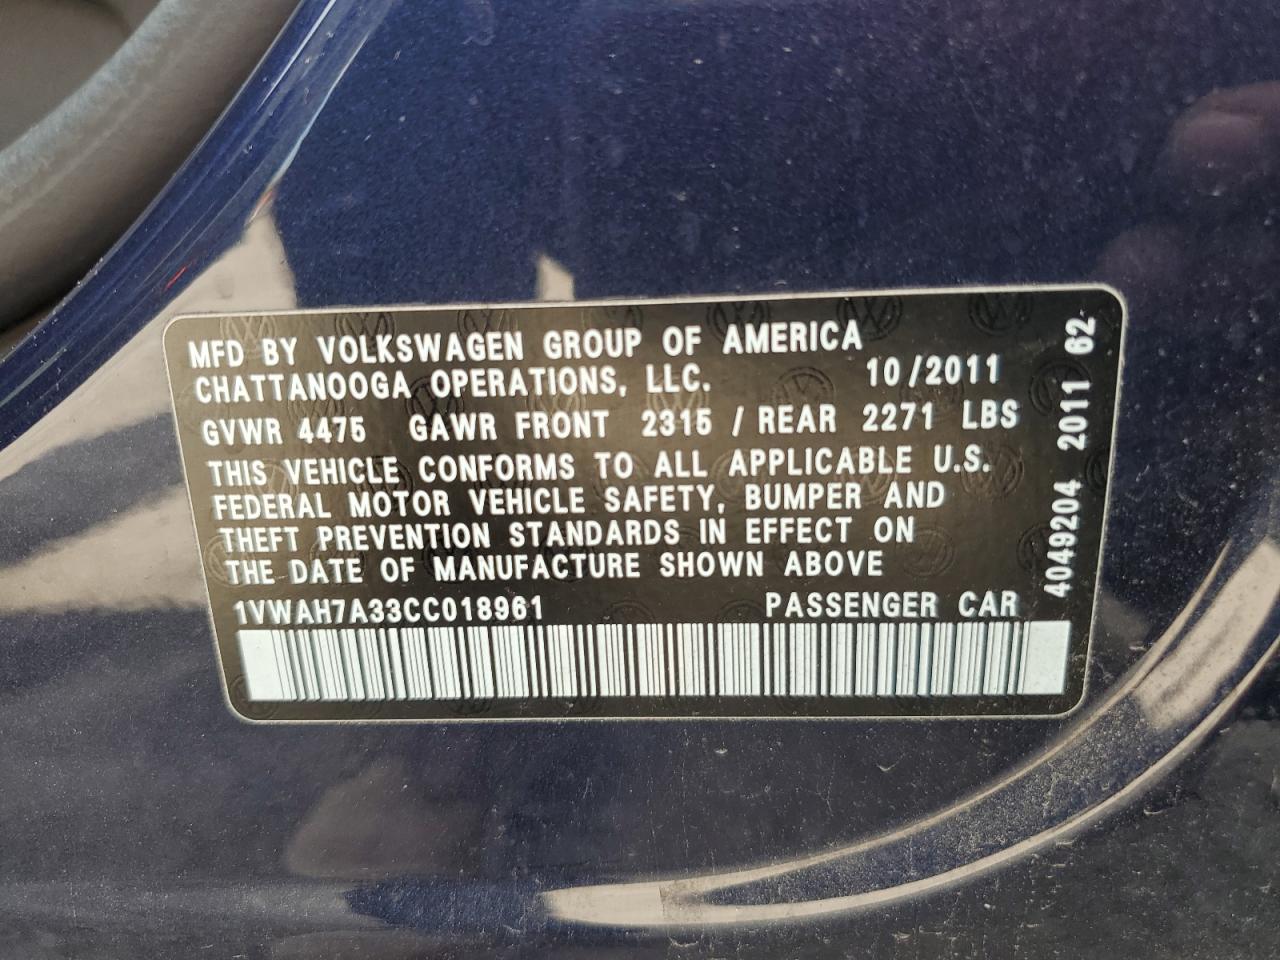 MFD BY VOLKSWAGEN GROUP OF AMERICA
CHATTANOOGA OPERATIONS, LLC. 10/2011
GVWR 4475 GAWR FRONT 2315 / REAR 2271 LBS
THIS VEHICLE CONFORMS TO ALL APPLICABLE U.S.
FEDERAL MOTOR VEHICLE SAFETY, BUMPER AND
THEFT PREVENTION STANDARDS IN EFFECT ON
THE DATE OF MANUFACTURE SHOWN ABOVE
1VWAH7A33CC018961 PASSENGER CAR
4049204 2011 62